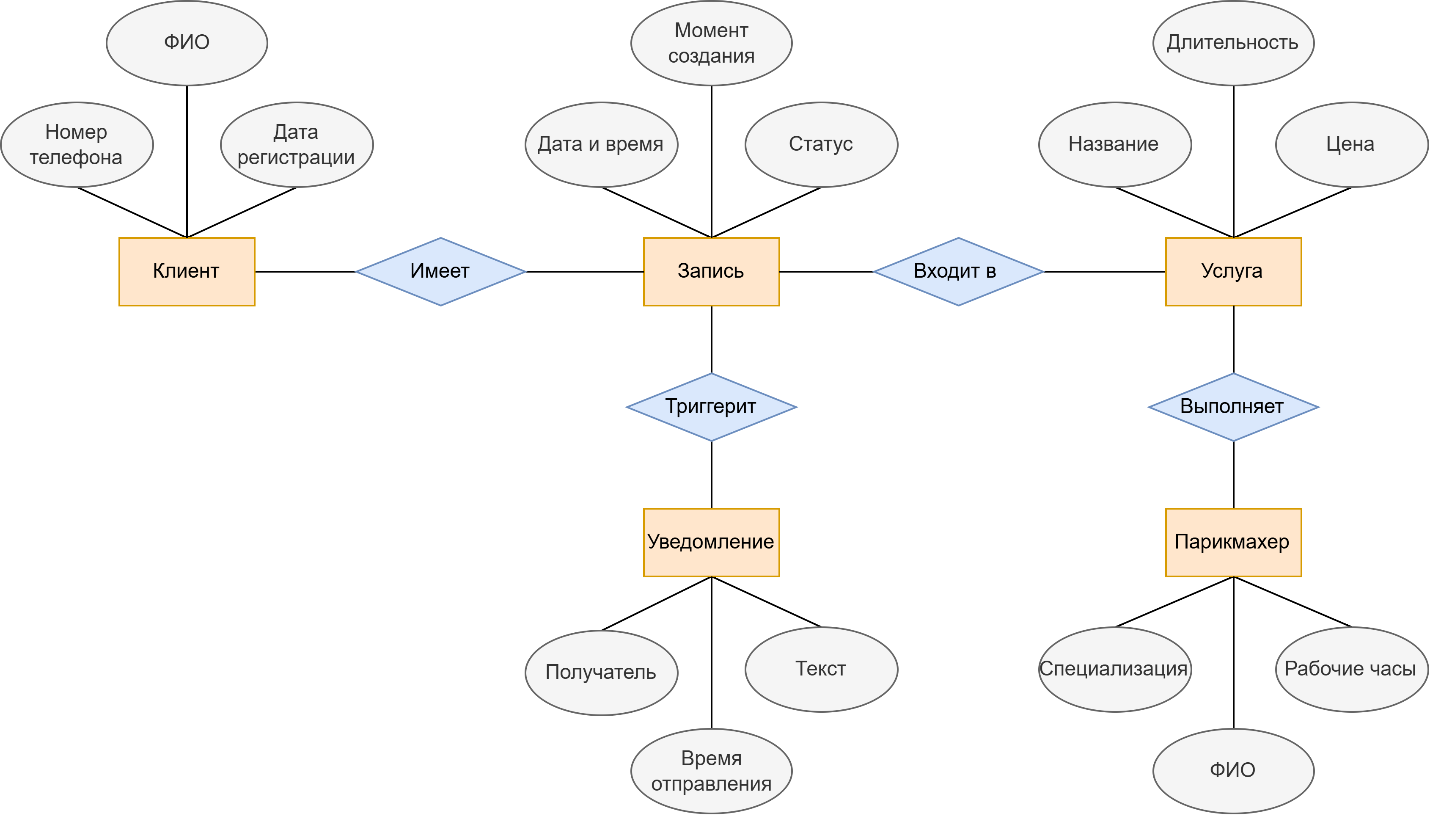 ФИО
Момент
создания
Длительность
Номер
телефона
Дата
регистрации
Дата и время
Статус
Название
Цена
Клиент
Имеет
Запись
Входит в
Услуга
Триггерит
Выполняет
Уведомление
Парикмахер
Получатель
Текст
Специализация
Рабочие часы
Время
отправления
ФИО